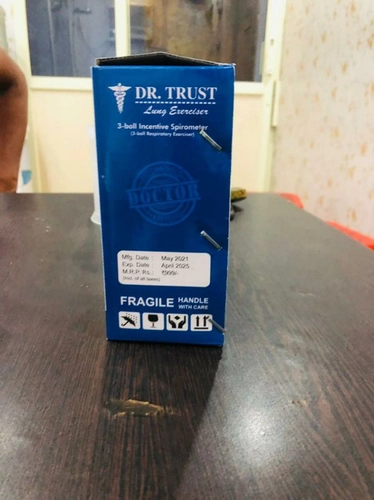 DR. TRUST
Lung Exerciser
3-ball Incentive Spirometer
(3-ball Respiratory Exerciser)
DOCTOR
Mfg. Date : May 2021
Exp. Date : April 2025
M.R.P. Rs.:
(incl. of all taxes)
FRAGILE HANDLE
WITH CARE